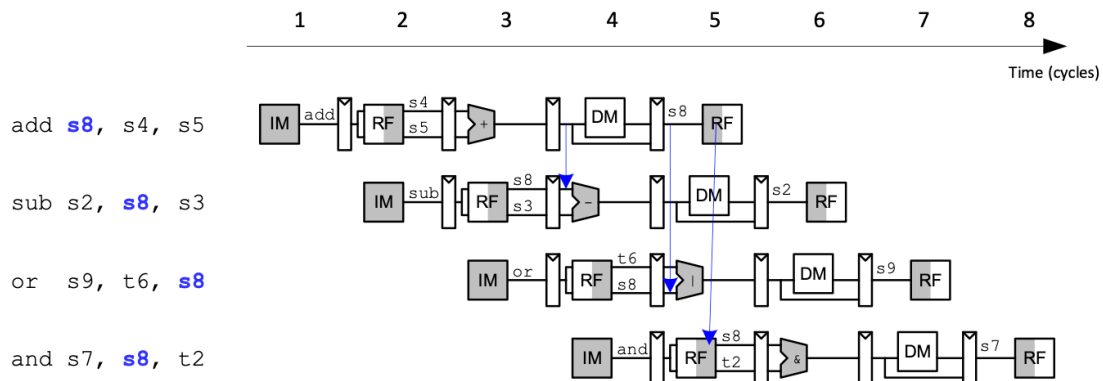 1 2 3 4 5 6 7 8
Time (cycles)
add s8, s4, s5 IM add RF s4 s5 + DM s8 RF
sub s2, s8, s3 IM sub RF s8 s3 - DM s2 RF
or s9, t6, s8 IM or RF t6 s8 | DM s9 RF
and s7, s8, t2 IM and RF s8 t2 & DM s7 RF